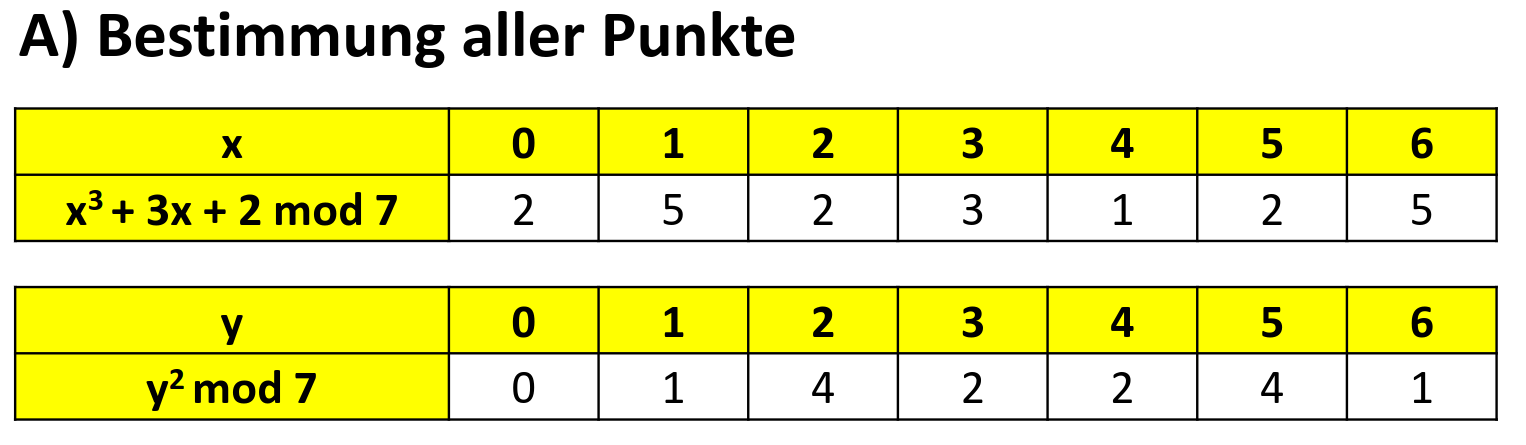 A) Bestimmung aller Punkte
x 0 1 2 3 4 5 6
x³ + 3x + 2 mod 7 2 5 2 3 1 2 5
y 0 1 2 3 4 5 6
y² mod 7 0 1 4 2 2 4 1